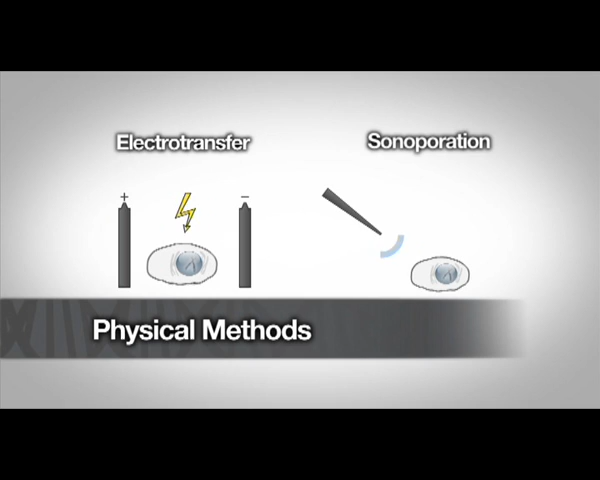 Electrotransfer
Sonoporation
+
−
Physical Methods